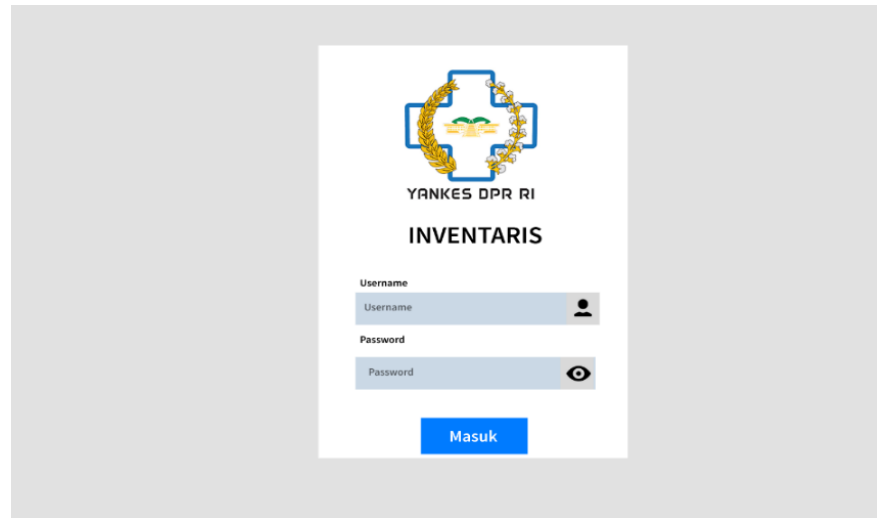 YANKES DPR RI
INVENTARIS
Username
Username
Password
Password
Masuk